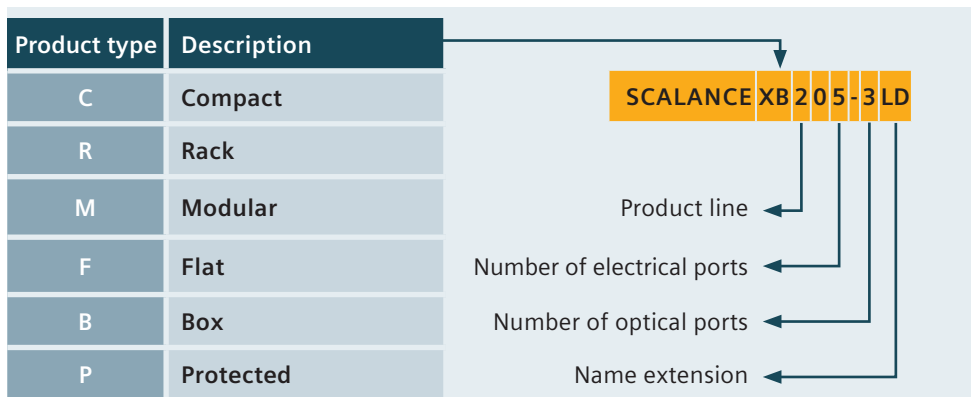 Product type Description
C Compact
R Rack
M Modular
F Flat
B Box
P Protected
SCALANCE XB 2 0 5 - 3 LD
Product line
Number of electrical ports
Number of optical ports
Name extension